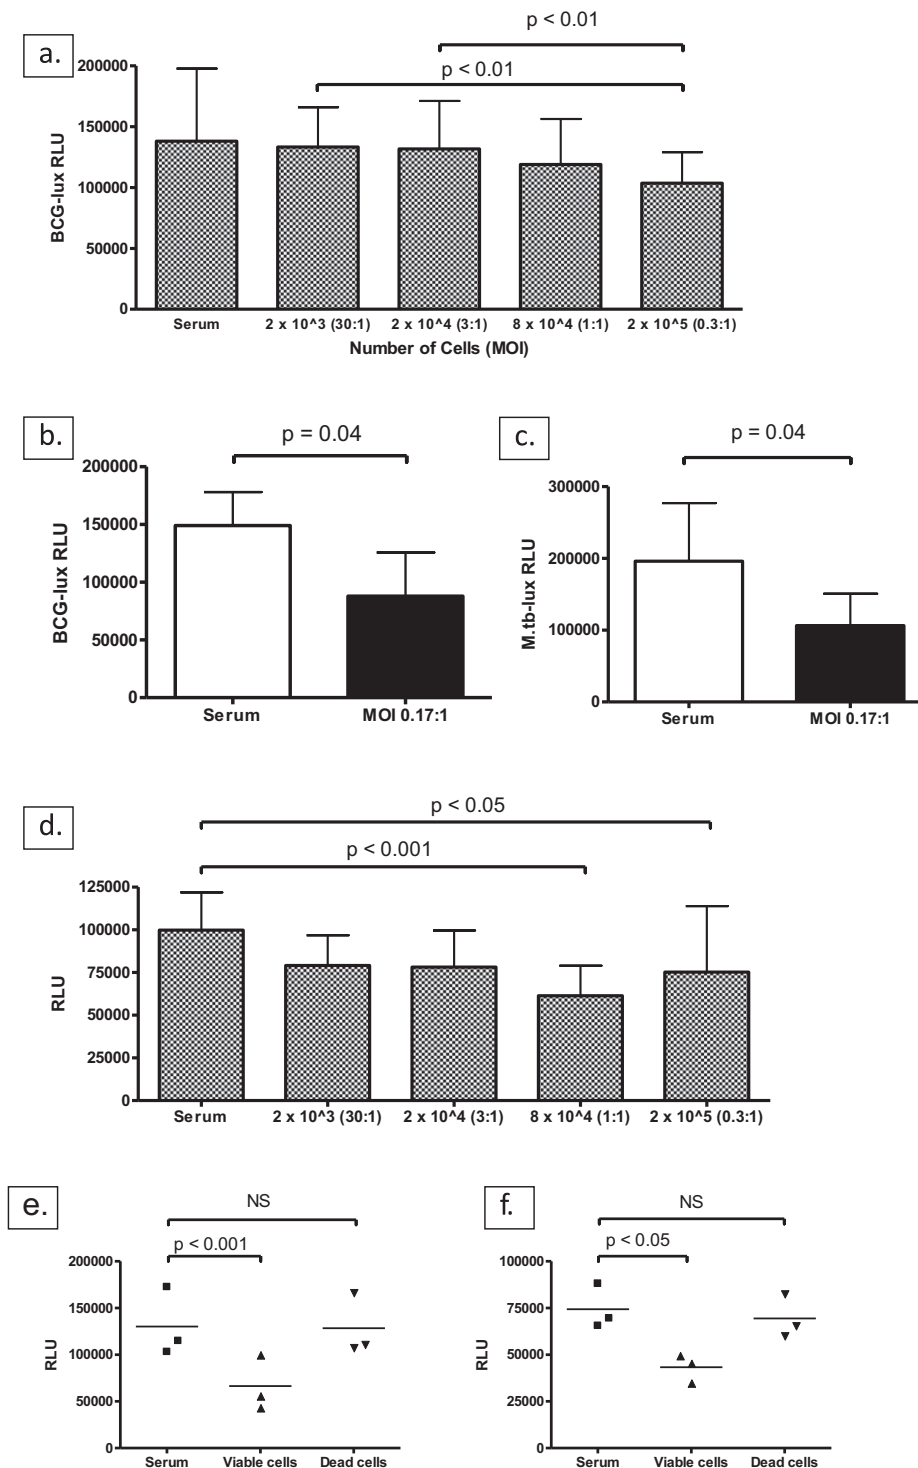 a.
p < 0.01
p < 0.01
200000
150000
100000
50000
0
BCG-lux RLU
Serum 2 x 10^3 (30:1) 2 x 10^4 (3:1) 8 x 10^4 (1:1) 2 x 10^5 (0.3:1)
Number of Cells (MOI)
b.
p = 0.04
200000
150000
100000
50000
0
BCG-lux RLU
Serum MOI 0.17:1
c.
p = 0.04
300000
200000
100000
0
M.tb-lux RLU
Serum MOI 0.17:1
d.
p < 0.05
p < 0.001
125000
100000
75000
50000
25000
0
RLU
Serum 2 x 10^3 (30:1) 2 x 10^4 (3:1) 8 x 10^4 (1:1) 2 x 10^5 (0.3:1)
e.
NS
p < 0.001
200000
150000
100000
50000
0
RLU
Serum Viable cells Dead cells
f.
NS
p < 0.05
100000
75000
50000
25000
0
RLU
Serum Viable cells Dead cells